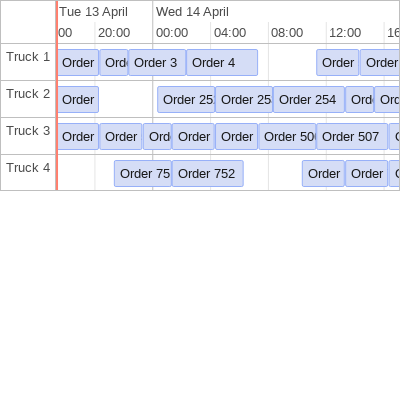 Tue 13 April Wed 14 April
00 20:00 00:00 04:00 08:00 12:00 16
Truck 1 Order Ord Order 3 Order 4 Order Order
Truck 2 Order Order 25 Order 25 Order 254 Ord Ord
Truck 3 Order Order Ord Order Order Order 50 Order 507
Truck 4 Order 75 Order 752 Order Order